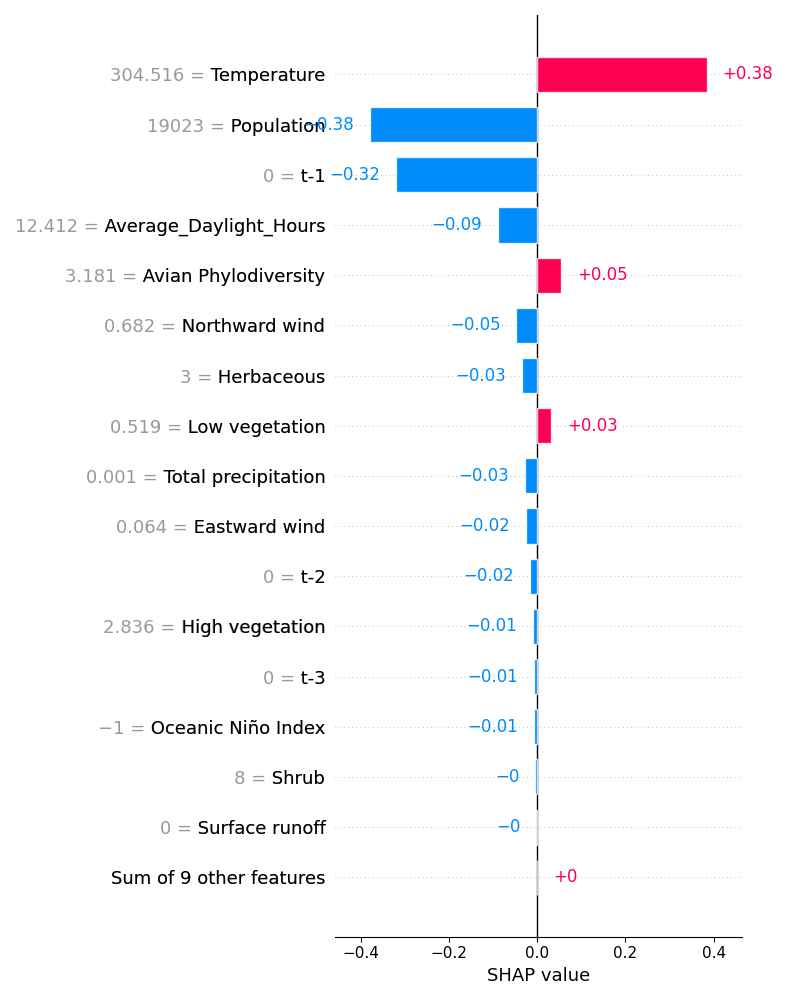 304.516 = Temperature +0.38
19023 = Population −0.38
0 = t-1 −0.32
12.412 = Average_Daylight_Hours −0.09
3.181 = Avian Phylodiversity +0.05
0.682 = Northward wind −0.05
3 = Herbaceous −0.03
0.519 = Low vegetation +0.03
0.001 = Total precipitation −0.03
0.064 = Eastward wind −0.02
0 = t-2 −0.02
2.836 = High vegetation −0.01
0 = t-3 −0.01
−1 = Oceanic Niño Index −0.01
8 = Shrub −0
0 = Surface runoff −0
Sum of 9 other features +0
−0.4 −0.2 0.0 0.2 0.4
SHAP value